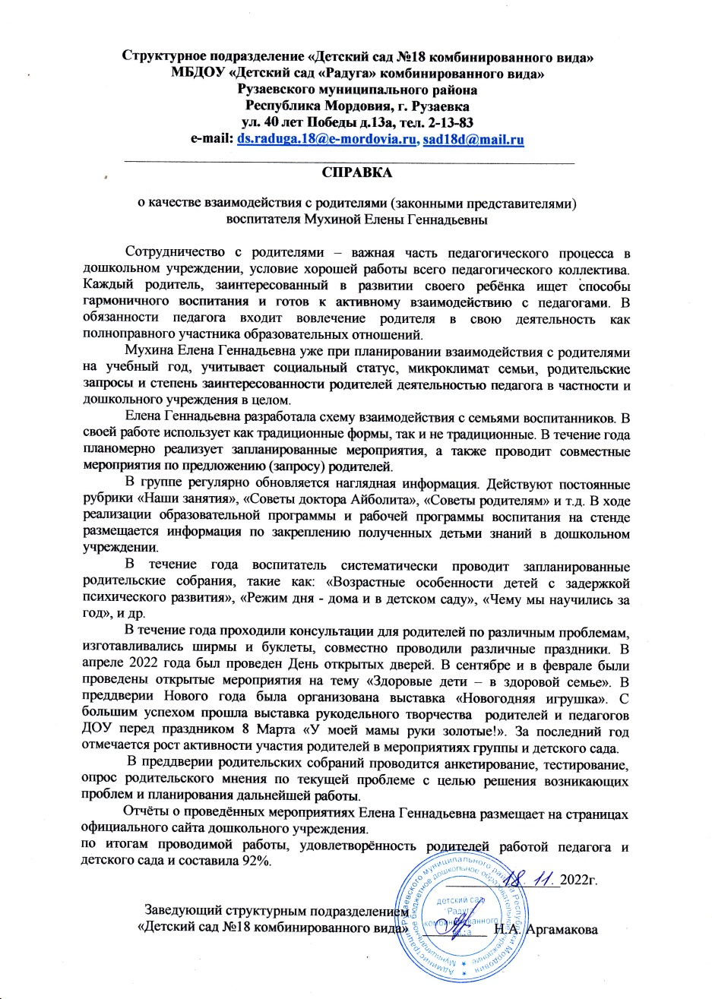 Структурное подразделение «Детский сад №18 комбинированного вида»
МБДОУ «Детский сад «Радуга» комбинированного вида»
Рузаевского муниципального района
Республика Мордовия, г. Рузаевка
ул. 40 лет Победы д.13а, тел. 2-13-83
e-mail: ds.raduga.18@e-mordovia.ru, sad18d@mail.ru
СПРАВКА
о качестве взаимодействия с родителями (законными представителями)
воспитателя Мухиной Елены Геннадьевны
Сотрудничество с родителями – важная часть педагогического процесса в
дошкольном учреждении, условие хорошей работы всего педагогического коллектива.
Каждый родитель, заинтересованный в развитии своего ребёнка ищет способы
гармоничного воспитания и готов к активному взаимодействию с педагогами. В
обязанности педагога входит вовлечение родителя в свою деятельность как
полноправного участника образовательных отношений.
Мухина Елена Геннадьевна уже при планировании взаимодействия с родителями
на учебный год, учитывает социальный статус, микроклимат семьи, родительские
запросы и степень заинтересованности родителей деятельностью педагога в частности и
дошкольного учреждения в целом.
Елена Геннадьевна разработала схему взаимодействия с семьями воспитанников. В
своей работе использует как традиционные формы, так и не традиционные. В течение года
планомерно реализует запланированные мероприятия, а также проводит совместные
мероприятия по предложению (запросу) родителей.
В группе регулярно обновляется наглядная информация. Действуют постоянные
рубрики «Наши занятия», «Советы доктора Айболита», «Советы родителям» и т.д. В ходе
реализации образовательной программы и рабочей программы воспитания на стенде
размещается информация по закреплению полученных детьми знаний в дошкольном
учреждении.
В течение года воспитатель систематически проводит запланированные
родительские собрания, такие как: «Возрастные особенности детей с задержкой
психического развития», «Режим дня - дома и в детском саду», «Чему мы научились за
год», и др.
В течение года проходили консультации для родителей по различным проблемам,
изготавливались ширмы и буклеты, совместно проводили различные праздники. В
апреле 2022 года был проведен День открытых дверей. В сентябре и в феврале были
проведены открытые мероприятия на тему «Здоровые дети – в здоровой семье». В
преддверии Нового года была организована выставка «Новогодняя игрушка». С
большим успехом прошла выставка рукодельного творчества родителей и педагогов
ДОУ перед праздником 8 Марта «У моей мамы руки золотые!». За последний год
отмечается рост активности участия родителей в мероприятиях группы и детского сада.
В преддверии родительских собраний проводится анкетирование, тестирование,
опрос родительского мнения по текущей проблеме с целью решения возникающих
проблем и планирования дальнейшей работы.
Отчёты о проведённых мероприятиях Елена Геннадьевна размещает на страницах
официального сайта дошкольного учреждения.
по итогам проводимой работы, удовлетворённость родителей работой педагога и
детского сада и составила 92%.
18. 11. 2022г.
Заведующий структурным подразделением
«Детский сад №18 комбинированного вида» Н.А. Аргамакова
Администрация Рузаевского муниципального района Республики Мордовия
Муниципальное бюджетное дошкольное образовательное учреждение
детский сад
"Радуга"
комбинированного
вида